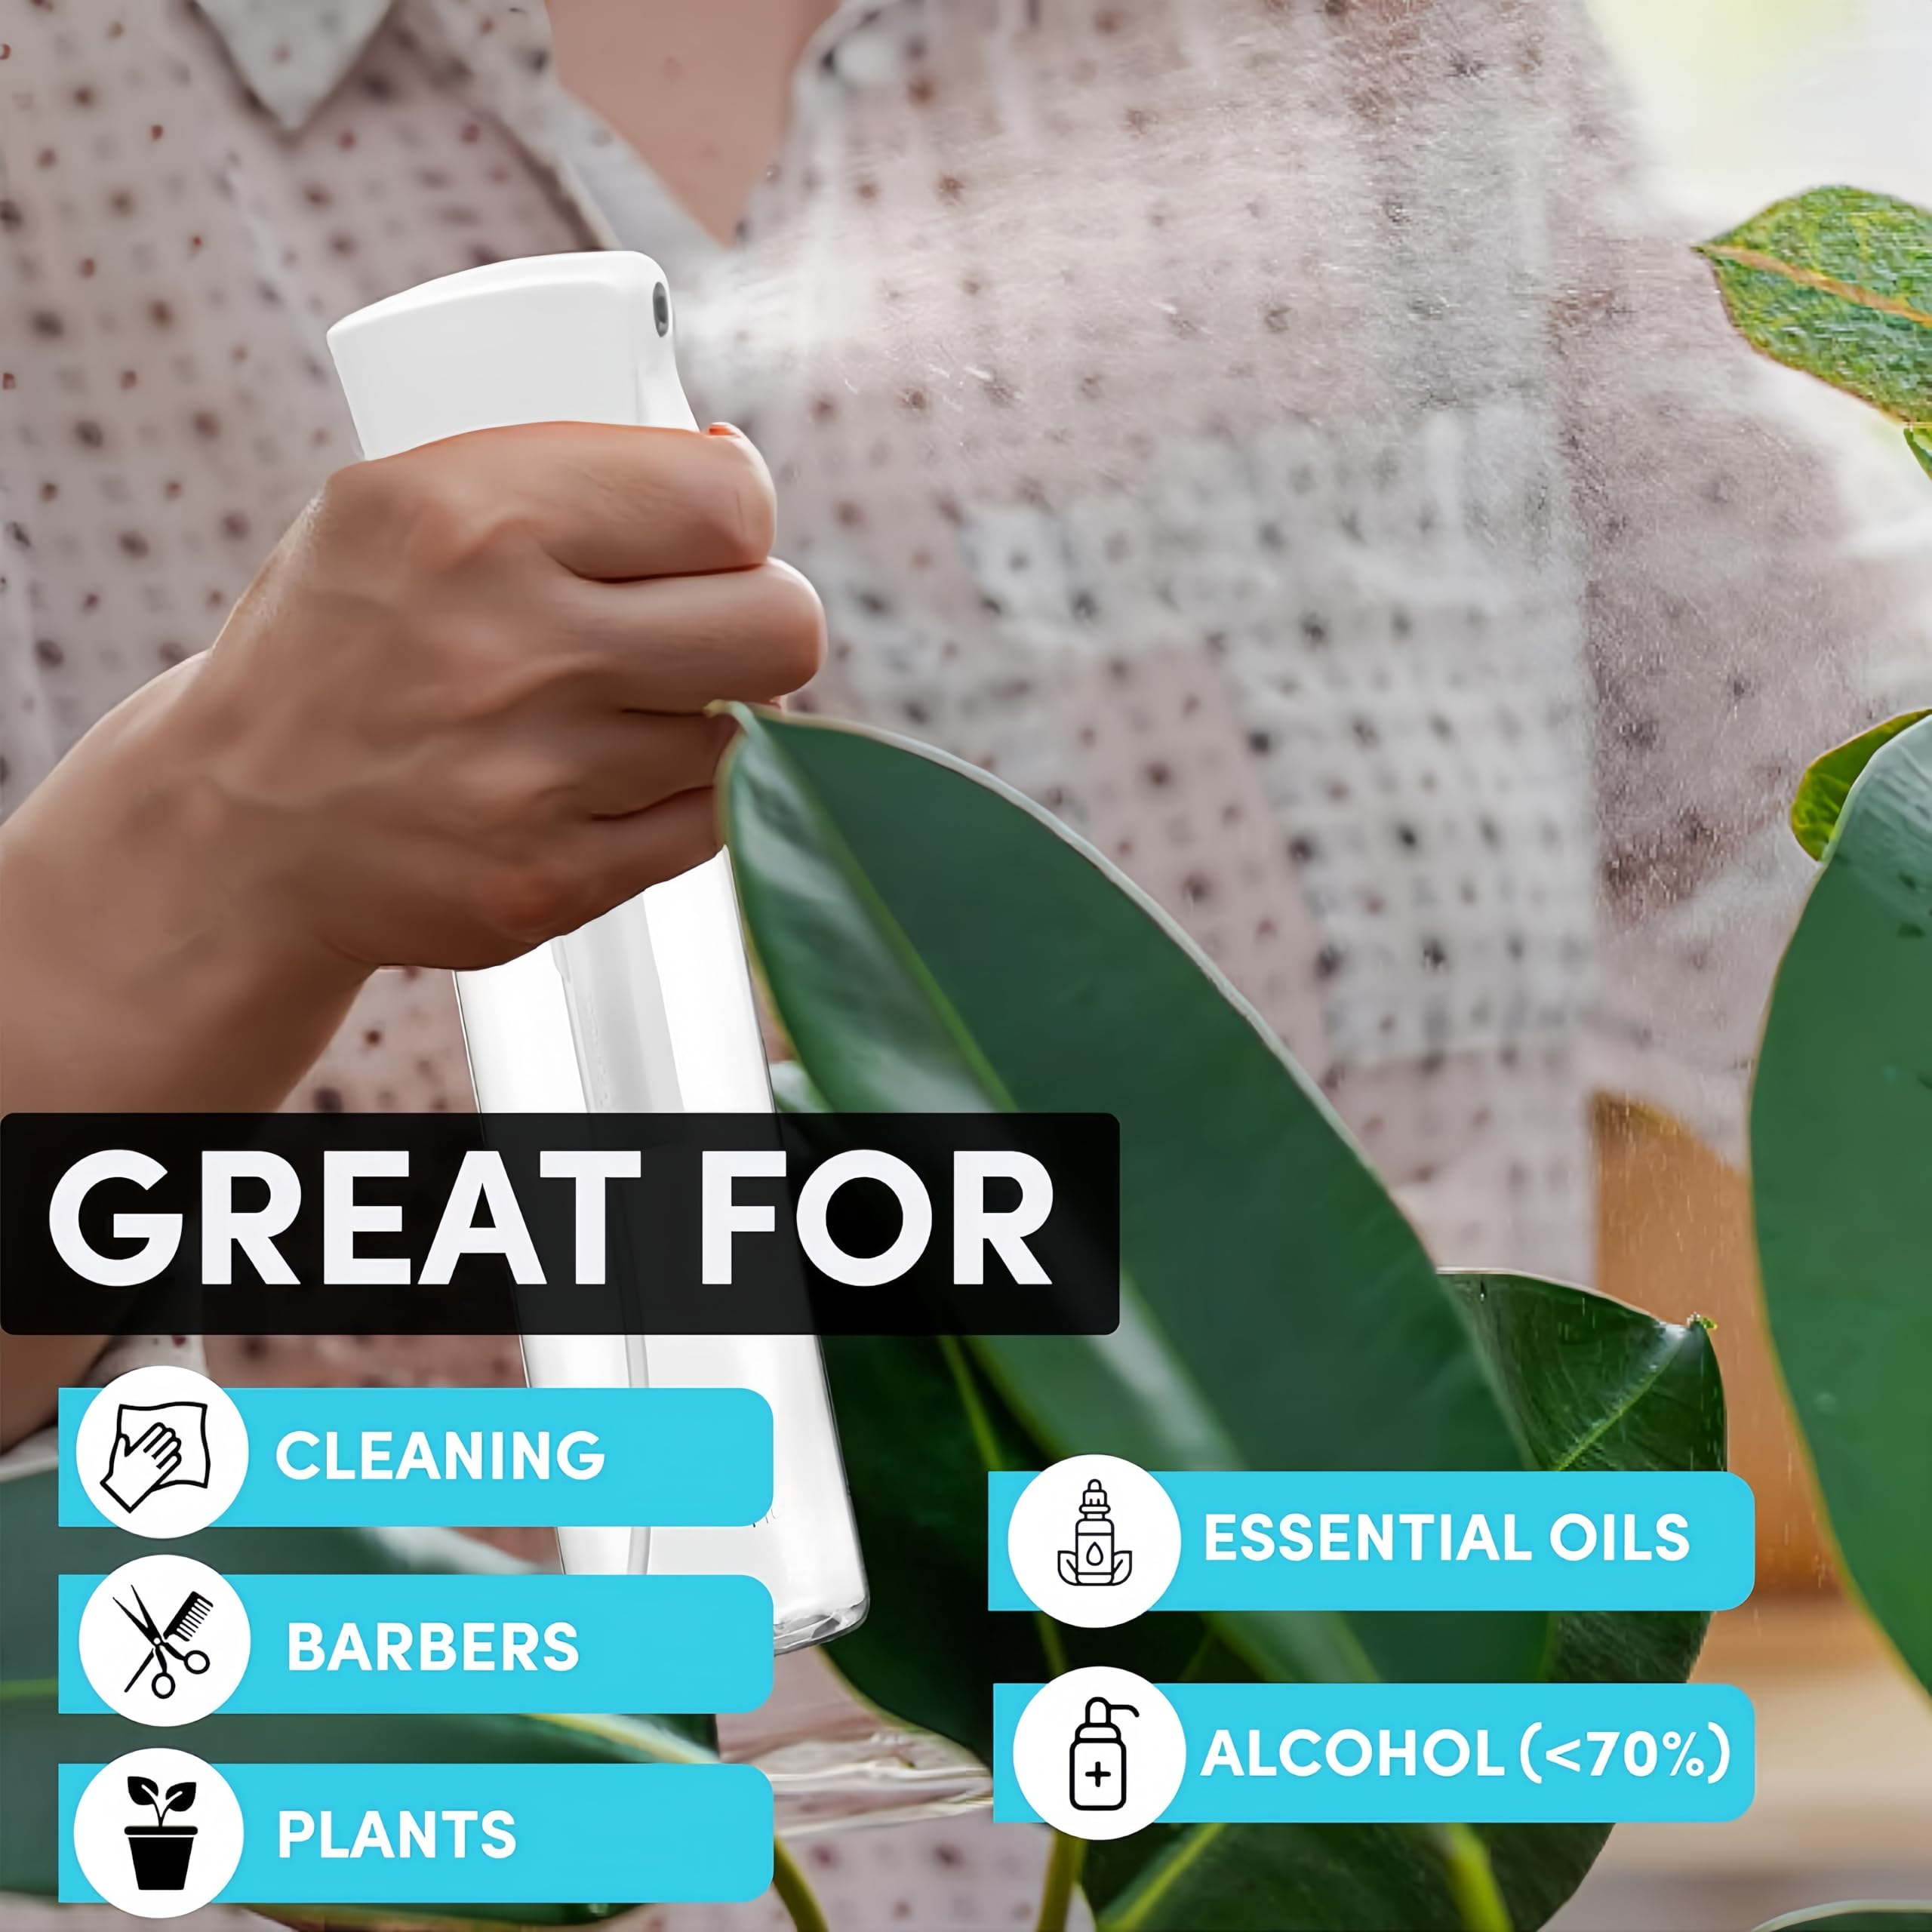 GREAT FOR
CLEANING
BARBERS
PLANTS
ESSENTIAL OILS
ALCOHOL (<70%)